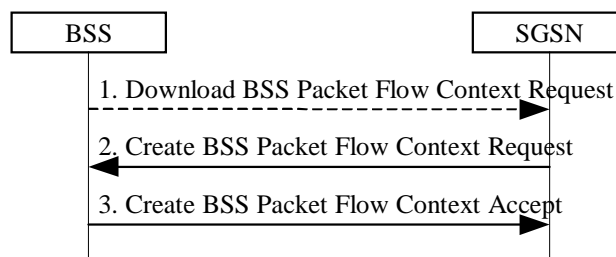 BSS
SGSN
1. Download BSS Packet Flow Context Request
2. Create BSS Packet Flow Context Request
3. Create BSS Packet Flow Context Accept